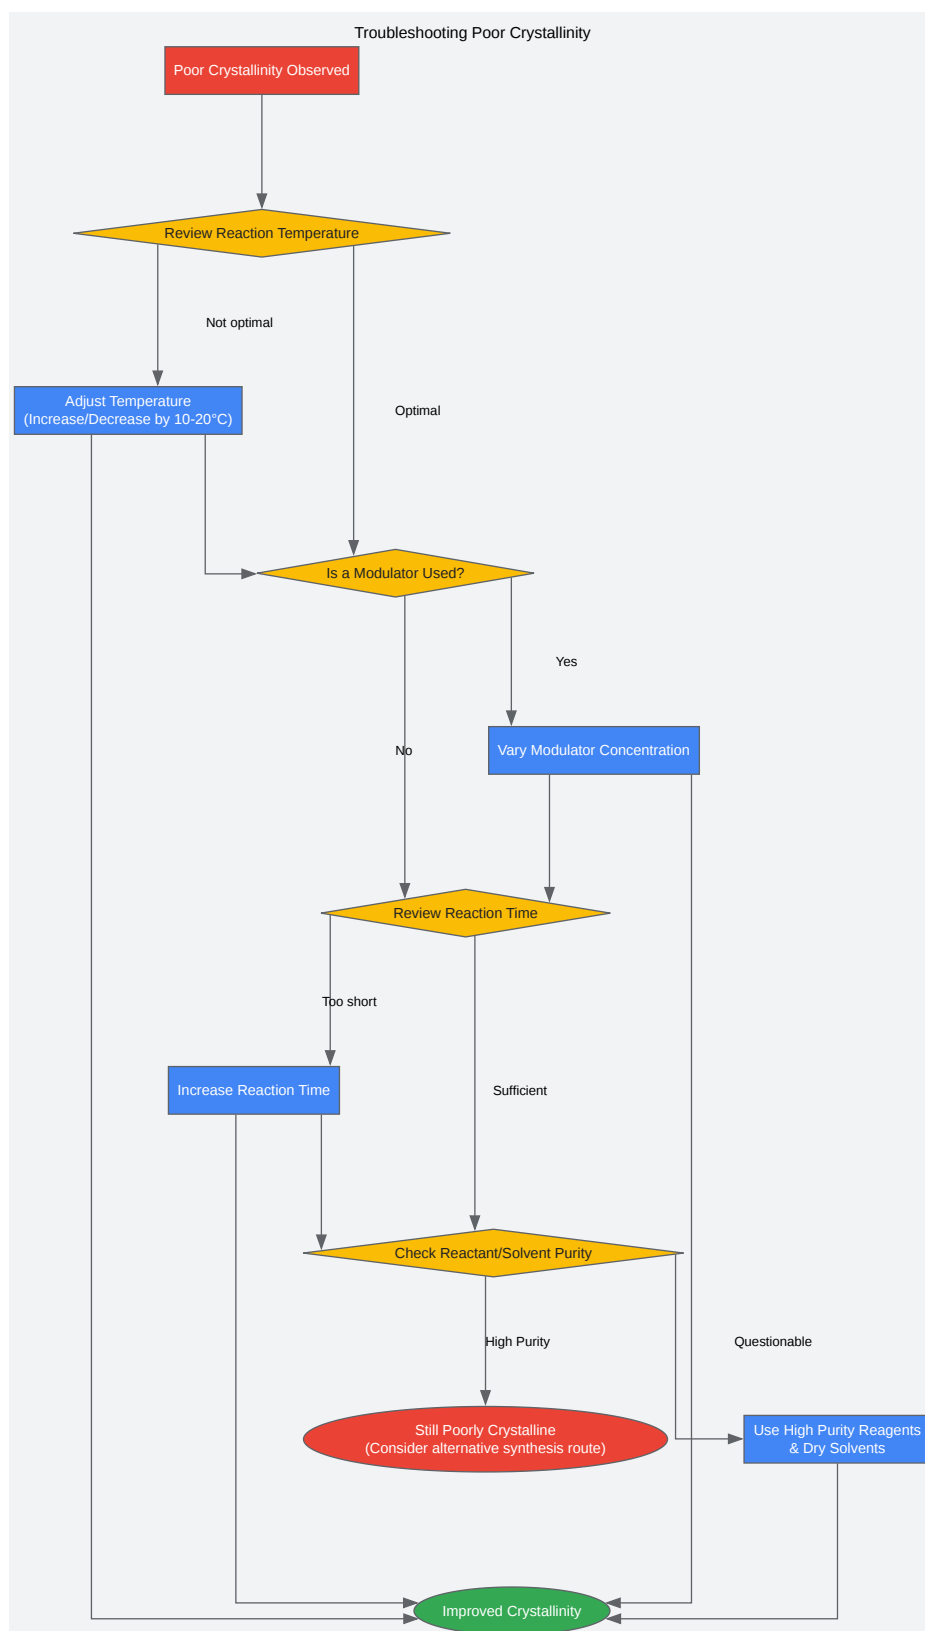 Troubleshooting Poor Crystallinity
Poor Crystallinity Observed
Review Reaction Temperature
Not optimal
Adjust Temperature
(Increase/Decrease by 10-20°C)
Optimal
Is a Modulator Used?
Yes
No
Vary Modulator Concentration
Review Reaction Time
Too short
Increase Reaction Time
Sufficient
Check Reactant/Solvent Purity
High Purity
Questionable
Still Poorly Crystalline
(Consider alternative synthesis route)
Use High Purity Reagents
& Dry Solvents
Improved Crystallinity